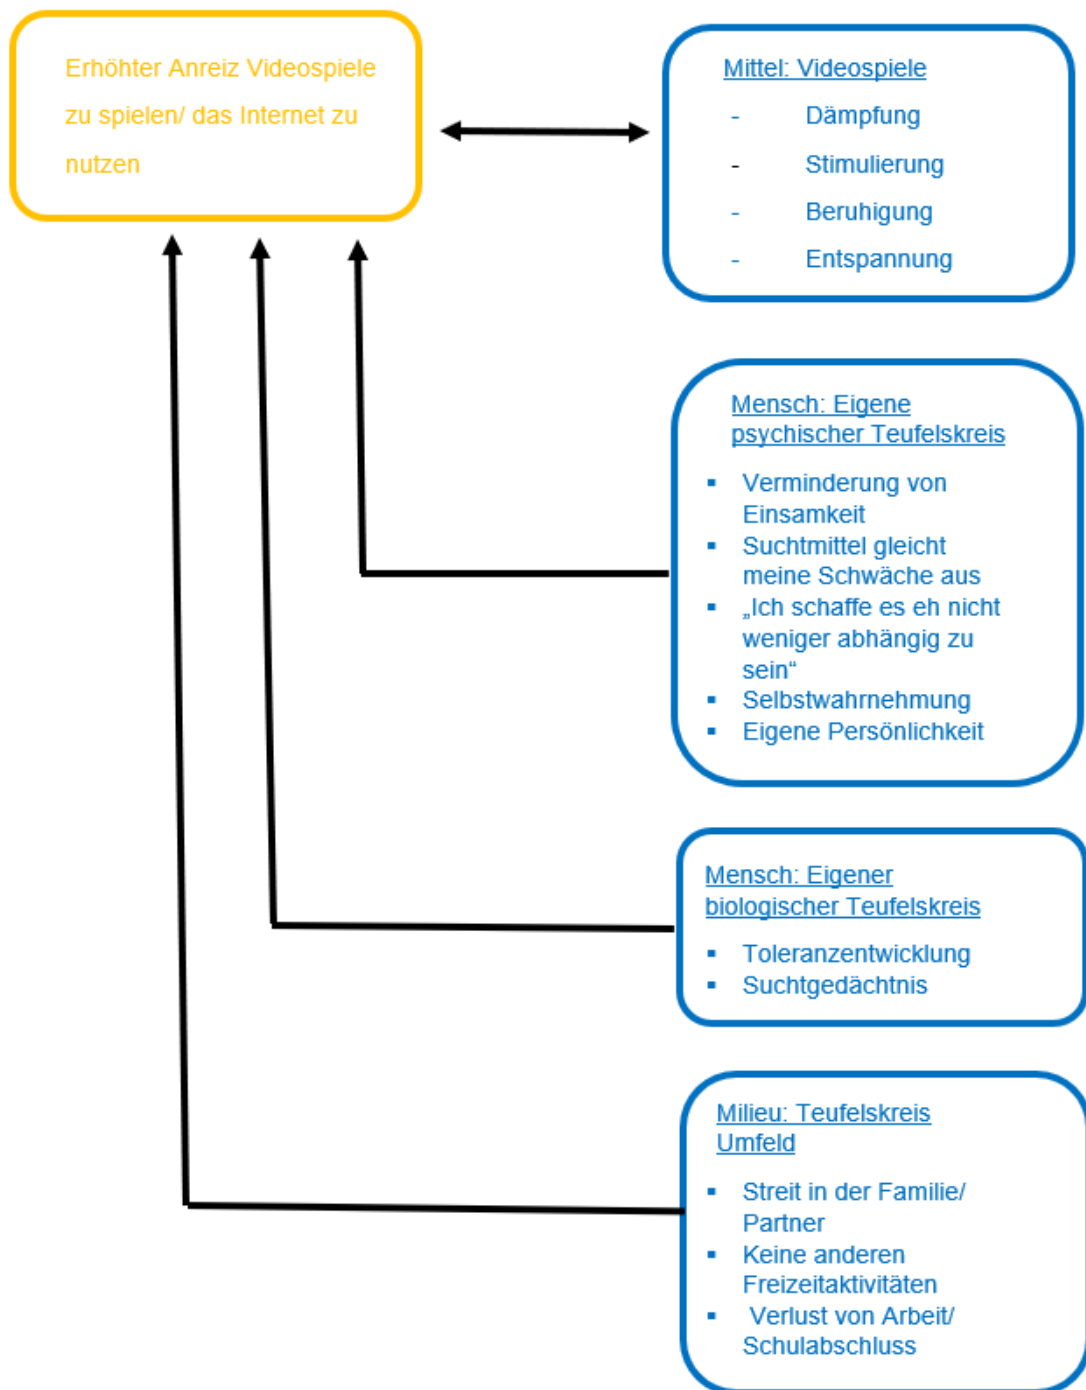 Erhöhter Anreiz Videospiele
zu spielen/ das Internet zu
nutzen
Mittel: Videospiele
- Dämpfung
- Stimulierung
- Beruhigung
- Entspannung
Mensch: Eigene
psychischer Teufelskreis
▪ Verminderung von
Einsamkeit
▪ Suchtmittel gleicht
meine Schwäche aus
▪ „Ich schaffe es eh nicht
weniger abhängig zu
sein“
▪ Selbstwahrnehmung
▪ Eigene Persönlichkeit
Mensch: Eigener
biologischer Teufelskreis
▪ Toleranzentwicklung
▪ Suchtgedächtnis
Milieu: Teufelskreis
Umfeld
▪ Streit in der Familie/
Partner
▪ Keine anderen
Freizeitaktivitäten
▪ Verlust von Arbeit/
Schulabschluss